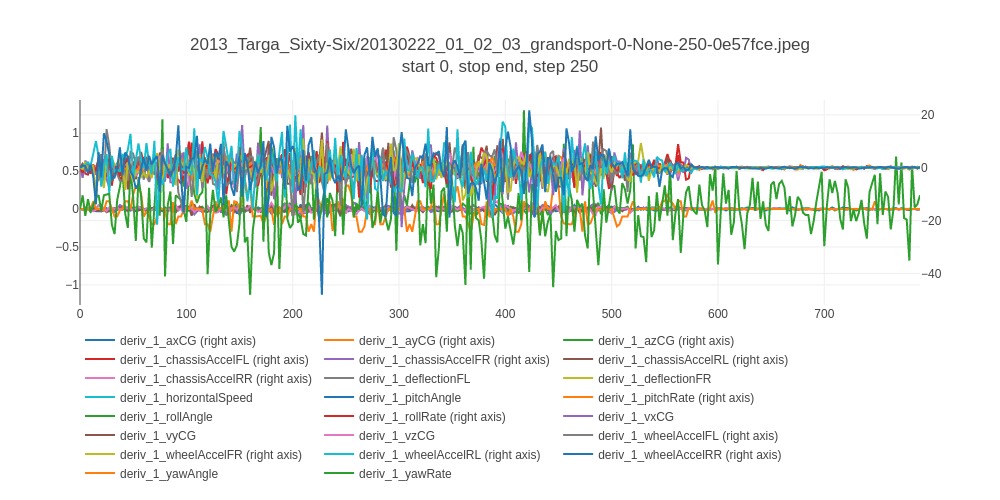 2013_Targa_Sixty-Six/20130222_01_02_03_grandsport-0-None-250-0e57fce.jpeg
start 0, stop end, step 250
1
0.5
0
−0.5
−1
20
0
−20
−40
0 100 200 300 400 500 600 700
deriv_1_axCG (right axis) deriv_1_ayCG (right axis) deriv_1_azCG (right axis)
deriv_1_chassisAccelFL (right axis) deriv_1_chassisAccelFR (right axis) deriv_1_chassisAccelRL (right axis)
deriv_1_chassisAccelRR (right axis) deriv_1_deflectionFL deriv_1_deflectionFR
deriv_1_horizontalSpeed deriv_1_pitchAngle deriv_1_pitchRate (right axis)
deriv_1_rollAngle deriv_1_rollRate (right axis) deriv_1_vxCG
deriv_1_vyCG deriv_1_vzCG deriv_1_wheelAccelFL (right axis)
deriv_1_wheelAccelFR (right axis) deriv_1_wheelAccelRL (right axis) deriv_1_wheelAccelRR (right axis)
deriv_1_yawAngle deriv_1_yawRate